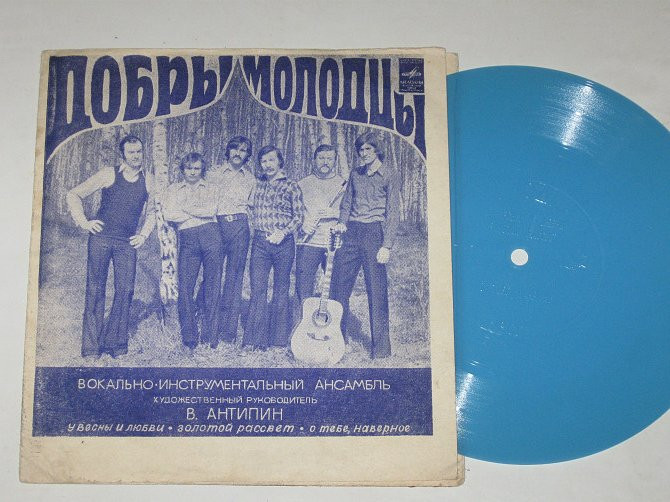 ДОБРЫ МОЛОДЦЫ
ВОКАЛЬНО-ИНСТРУМЕНТАЛЬНЫЙ АНСАМБЛЬ
ХУДОЖЕСТВЕННЫЙ РУКОВОДИТЕЛЬ
В. АНТИПИН
У ВЕСНЫ И ЛЮБВИ • ЗОЛОТОЙ РАССВЕТ • О ТЕБЕ, НАВЕРНОЕ